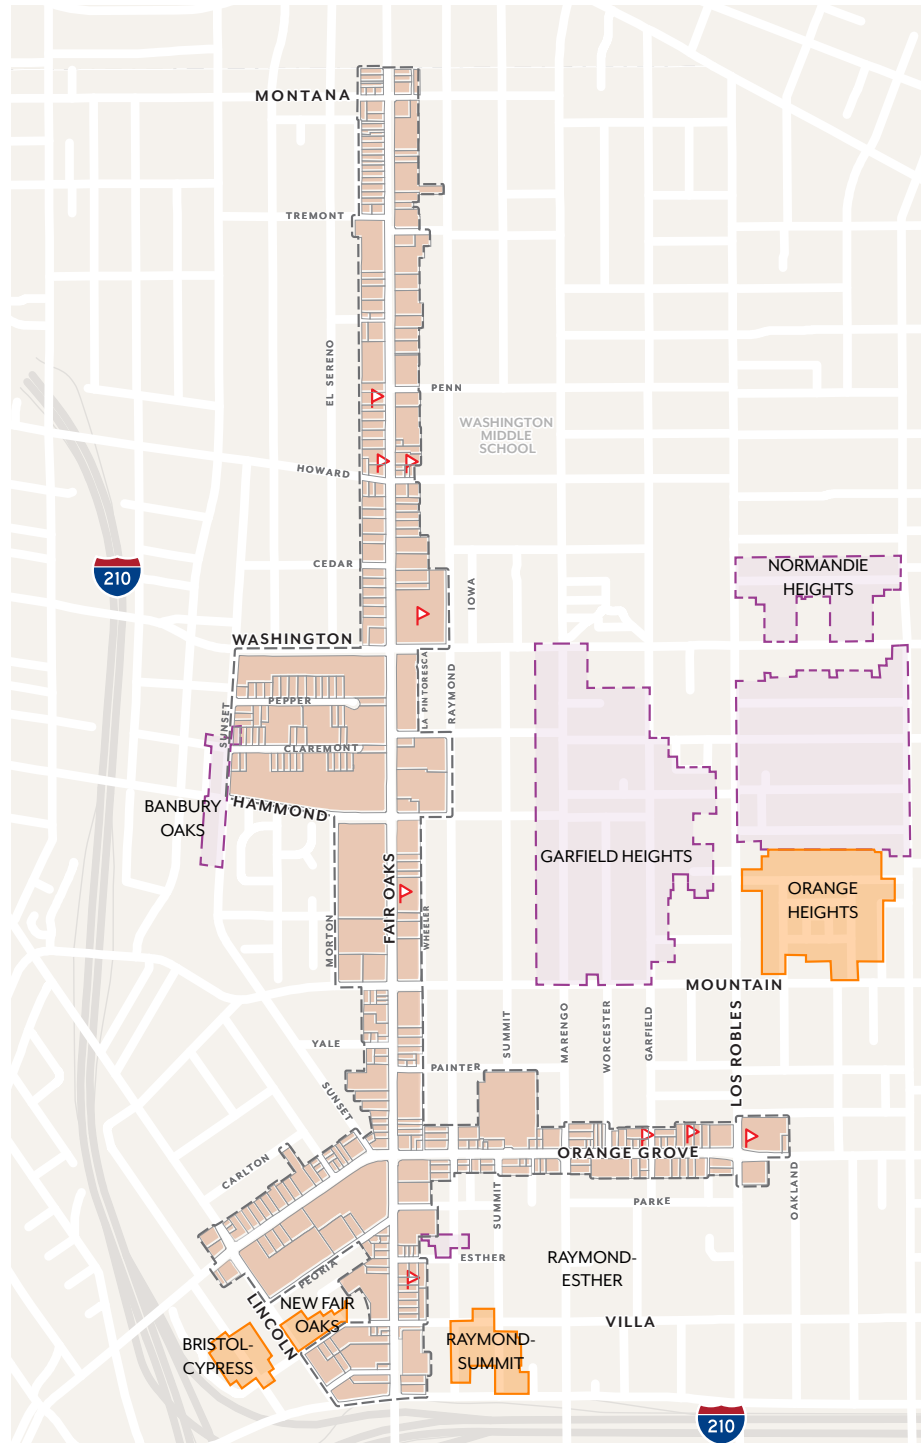 MONTANA
TREMONT
EL SERENO
PENN
WASHINGTON
MIDDLE
SCHOOL
HOWARD
CEDAR
210
IOWA
NORMANDIE
HEIGHTS
WASHINGTON
LA PINTORESCA
RAYMOND
PEPPER
SUNSET
CLAREMONT
BANBURY
OAKS
HAMMOND
GARFIELD HEIGHTS
FAIR OAKS
ORANGE
HEIGHTS
WHEELER
MORTON
MOUNTAIN
SUMMIT
MARENGO
WORCESTER
GARFIELD
LOS ROBLES
YALE
PAINTER
SUNSET
ORANGE GROVE
CARLTON
SUMMIT
PARKE
OAKLAND
ESTHER
RAYMOND-
ESTHER
PEORIA
LINCOLN
NEW FAIR
OAKS
VILLA
BRISTOL-
CYPRESS
RAYMOND-
SUMMIT
210